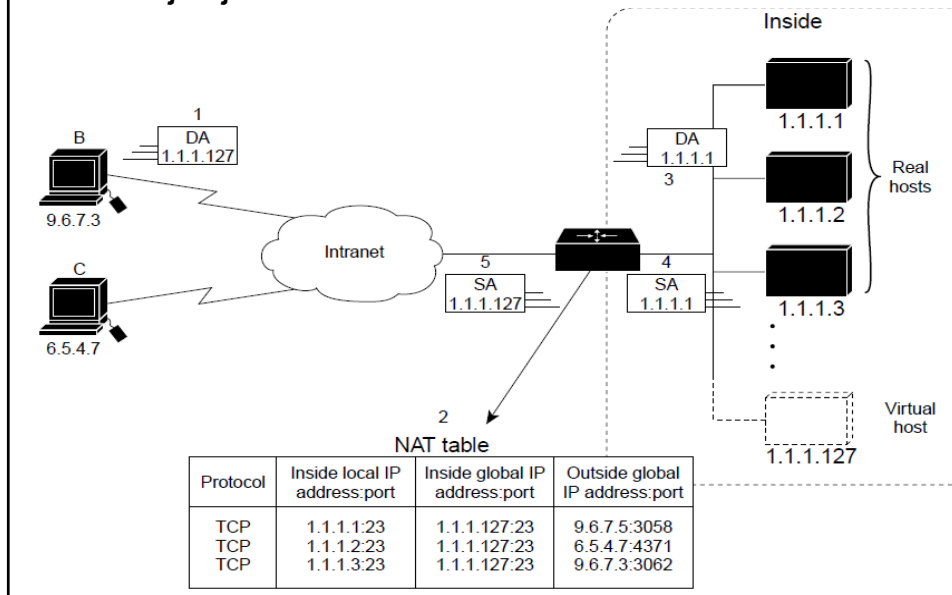 Inside
1
DA
1.1.1.127
B
9.6.7.3
C
6.5.4.7
Intranet
5
SA
1.1.1.127
DA
1.1.1.1
3
4
SA
1.1.1.1
1.1.1.1
1.1.1.2
1.1.1.3
Real
hosts
Virtual
host
1.1.1.127
2
NAT table
Protocol Inside local IP address:port Inside global IP address:port Outside global IP address:port
TCP 1.1.1.1:23 1.1.1.127:23 9.6.7.5:3058
TCP 1.1.1.2:23 1.1.1.127:23 6.5.4.7:4371
TCP 1.1.1.3:23 1.1.1.127:23 9.6.7.3:3062